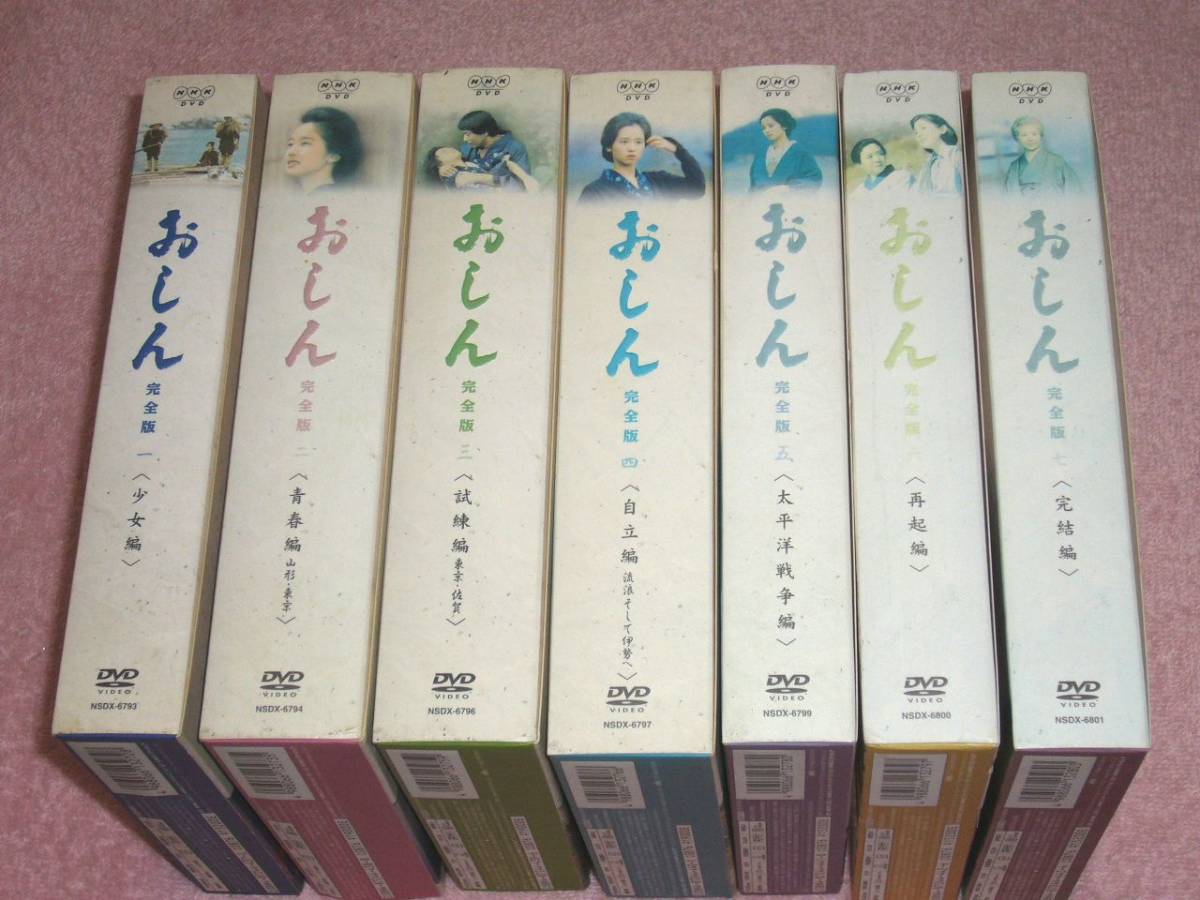 NHK
DVD
おしん
完全版 一
〈少女編〉
DVD
VIDEO
NSDX-6793
NHK
DVD
おしん
完全版 二
〈青春編 山形・東京〉
DVD
VIDEO
NSDX-6794
NHK
DVD
おしん
完全版 三
〈試練編 東京・佐賀〉
DVD
VIDEO
NSDX-6796
NHK
DVD
おしん
完全版 四
〈自立編 流浪そして伊勢へ〉
DVD
VIDEO
NSDX-6797
NHK
DVD
おしん
完全版 五
〈太平洋戦争編〉
DVD
VIDEO
NSDX-6799
NHK
DVD
おしん
完全版 六
〈再起編〉
DVD
VIDEO
NSDX-6800
NHK
DVD
おしん
完全版 七
〈完結編〉
DVD
VIDEO
NSDX-6801